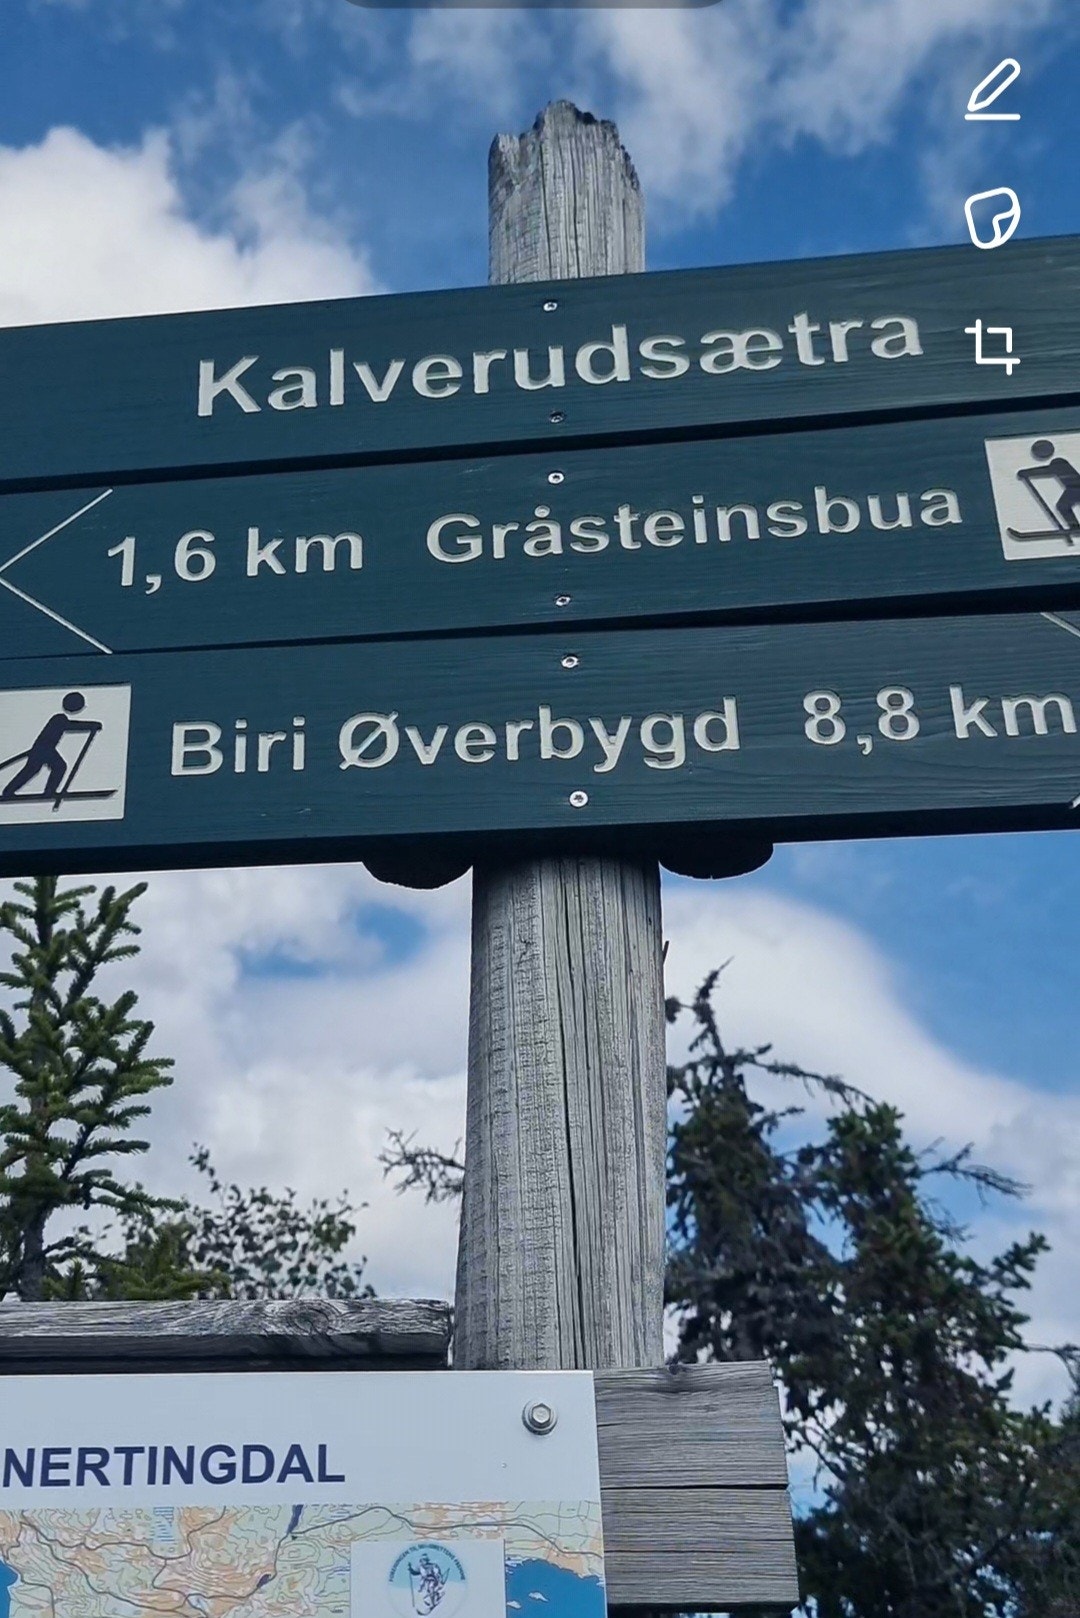 Kalverudsætra
1,6 km Gråsteinsbua
Biri Øverbygd 8,8 km
NERTINGDAL